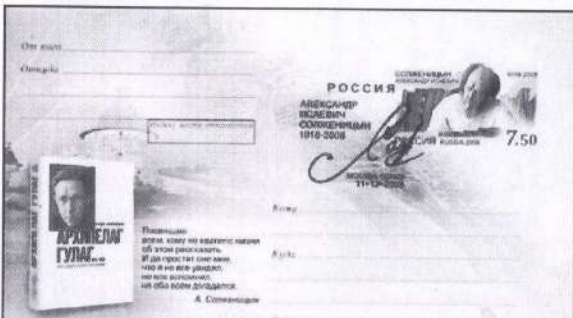 От кого
Откуда
РОССИЯ
АЛЕКСАНДР
ИСАЕВИЧ
СОЛЖЕНИЦЫН
1918-2008
СОЛЖЕНИЦЫН
АЛЕКСАНДР ИСАЕВИЧ
1918-2008
РОССИЯ RUSSIA 2008
7.50
МОСКВА
11•12•2008
Кому
Куда
АРХИПЕЛАГ
ГУЛАГ
Посвящаю
всем, кому не хватило жизни
об этом рассказать.
И да простят они мне,
что я не все увидел,
не все вспомнил,
не обо всём догадался.
А. Солженицын